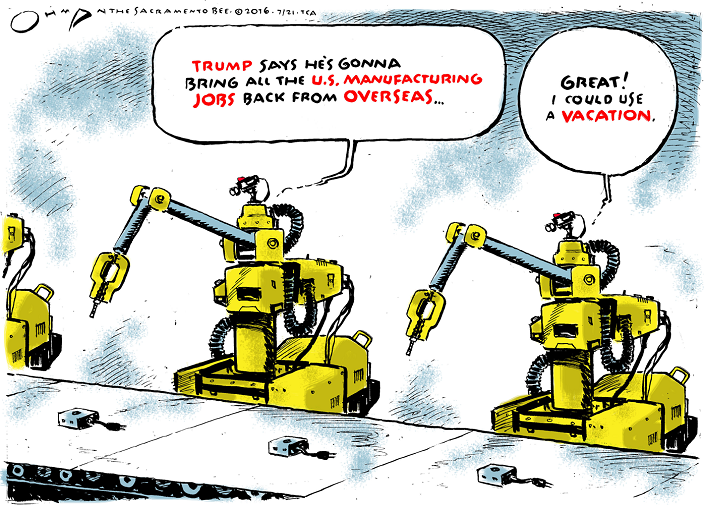 OHMAN THE SACRAMENTO BEE. © 2016 - 7/21 - TCA
TRUMP SAYS HE'S GONNA
BRING ALL THE U.S. MANUFACTURING
JOBS BACK FROM OVERSEAS...
GREAT!
I COULD USE
A VACATION.